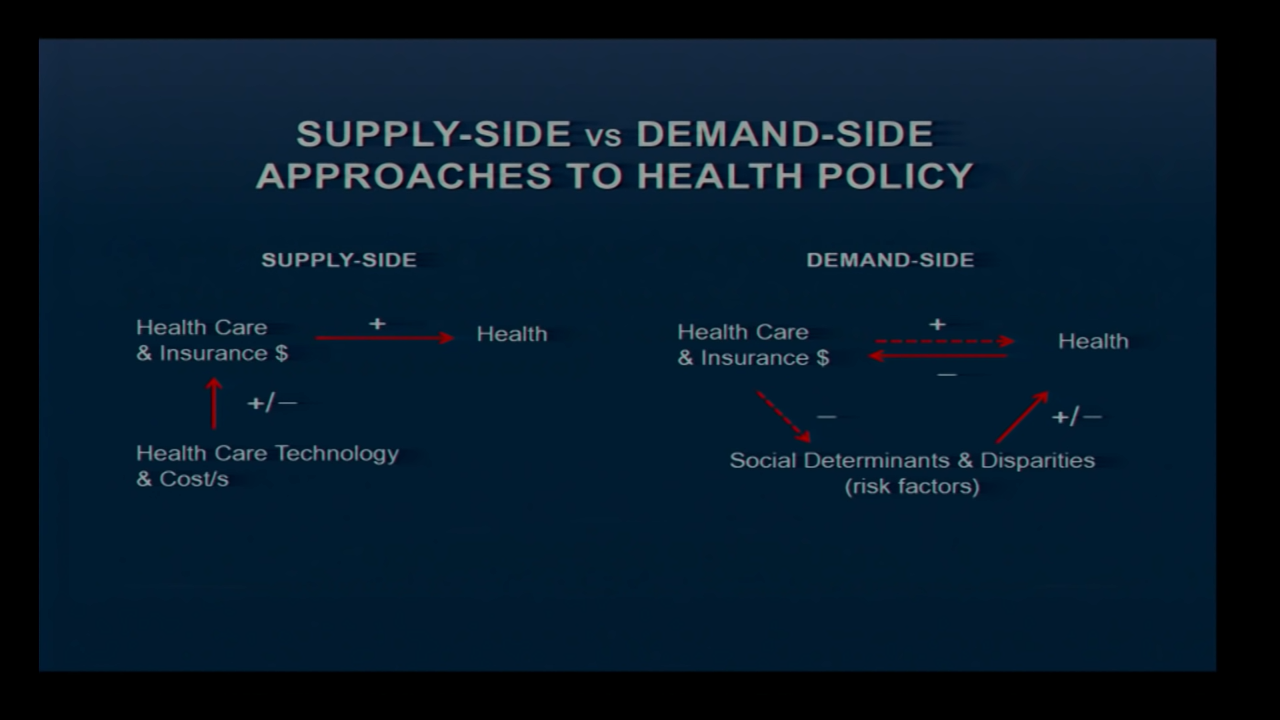 SUPPLY-SIDE vs DEMAND-SIDE
APPROACHES TO HEALTH POLICY
SUPPLY-SIDE
Health Care
& Insurance $
+
Health
+/−
Health Care Technology
& Cost/s
DEMAND-SIDE
Health Care
& Insurance $
+
−
Health
−
+/−
Social Determinants & Disparities
(risk factors)